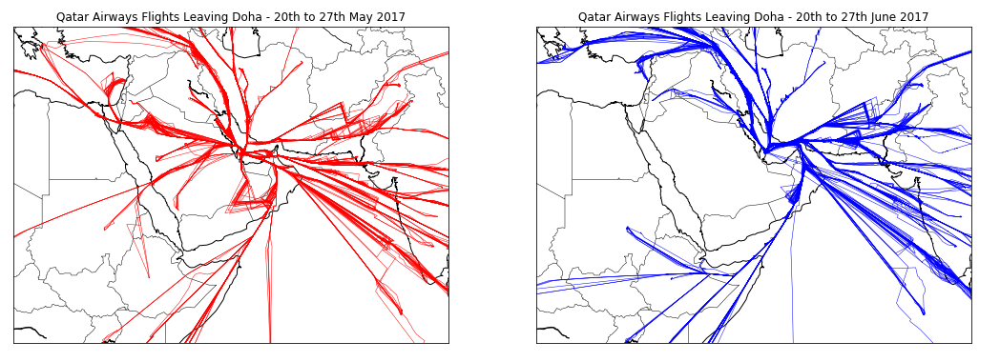 Qatar Airways Flights Leaving Doha - 20th to 27th May 2017
Qatar Airways Flights Leaving Doha - 20th to 27th June 2017